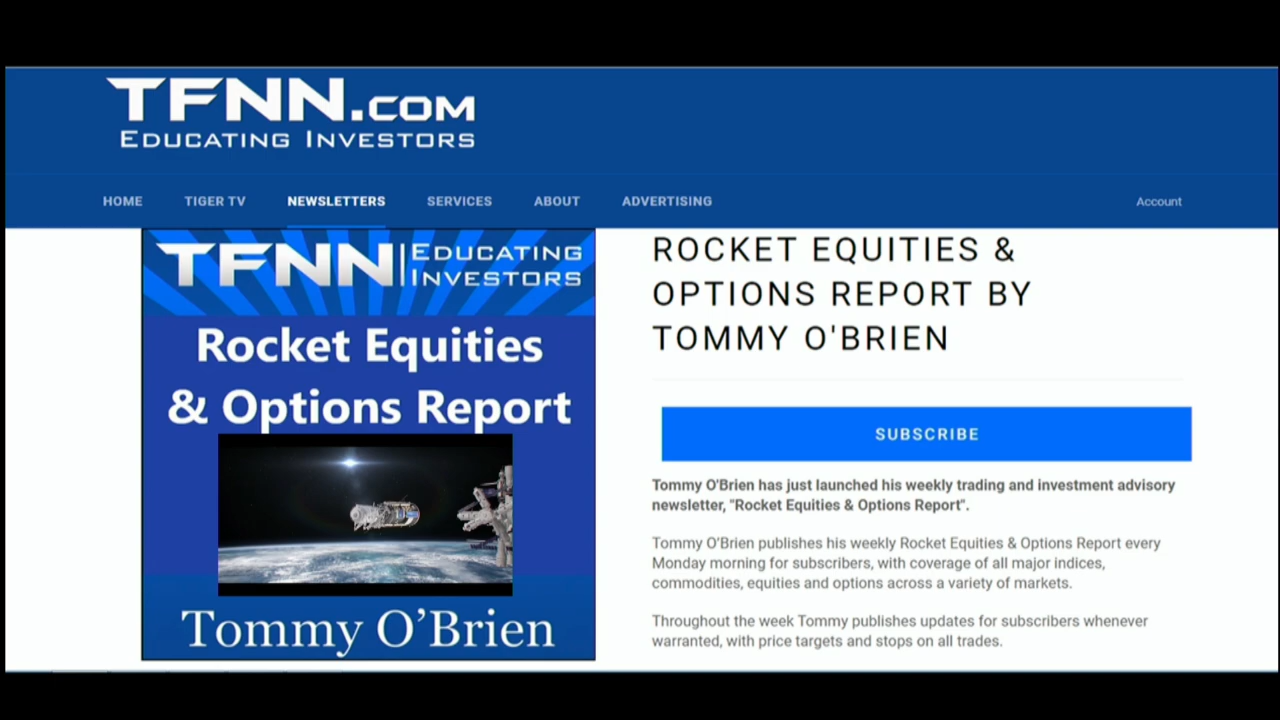 TFNN.COM
EDUCATING INVESTORS
HOME TIGER TV NEWSLETTERS SERVICES ABOUT ADVERTISING Account
TFNN | EDUCATING
INVESTORS
Rocket Equities
& Options Report
Tommy O’Brien
ROCKET EQUITIES &
OPTIONS REPORT BY
TOMMY O'BRIEN
SUBSCRIBE
Tommy O'Brien has just launched his weekly trading and investment advisory
newsletter, "Rocket Equities & Options Report".
Tommy O’Brien publishes his weekly Rocket Equities & Options Report every
Monday morning for subscribers, with coverage of all major indices,
commodities, equities and options across a variety of markets.
Throughout the week Tommy publishes updates for subscribers whenever
warranted, with price targets and stops on all trades.